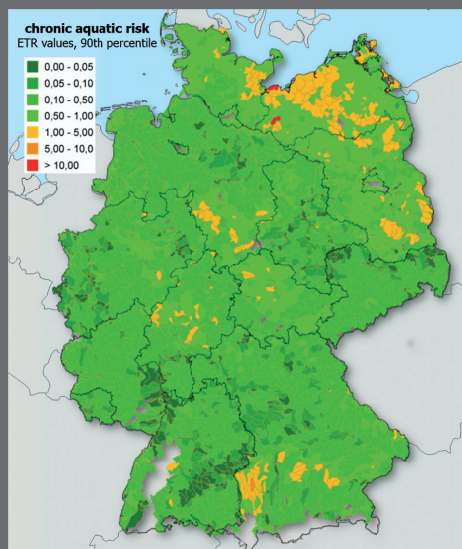 chronic aquatic risk
ETR values, 90th percentile
0,00 - 0,05
0,05 - 0,10
0,10 - 0,50
0,50 - 1,00
1,00 - 5,00
5,00 - 10,0
> 10,00